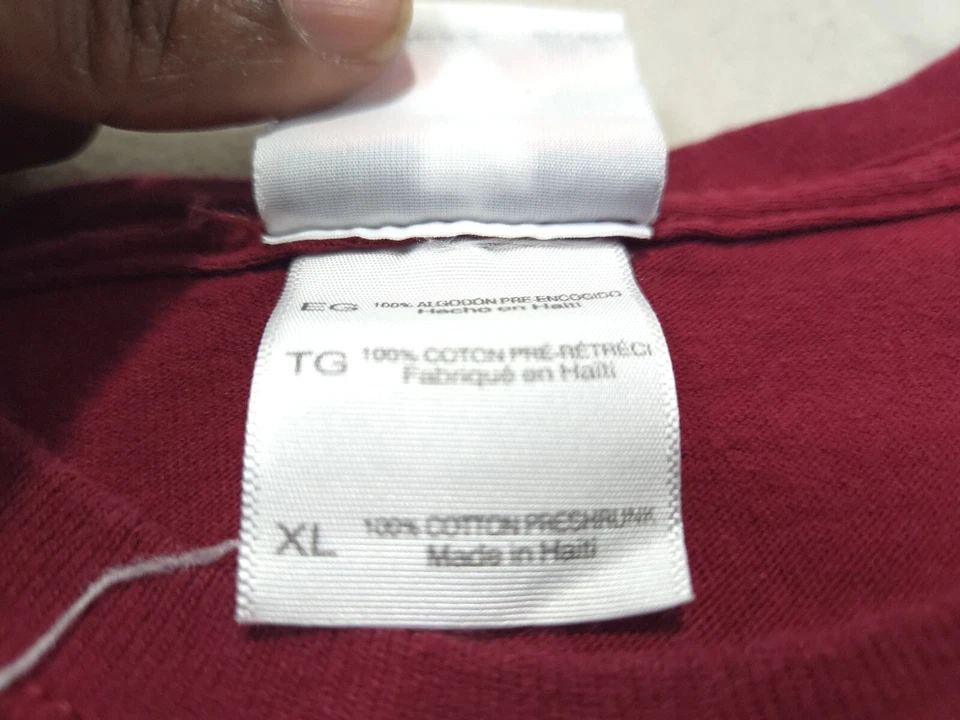 EG 100% ALGODÓN PRE-ENCOGIDO
Hecho en Haiti
TG 100% COTON PRÉ-RÉTRÉCI
Fabriqué en Haïti
XL 100% COTTON PRESHRUNK
Made in Haiti